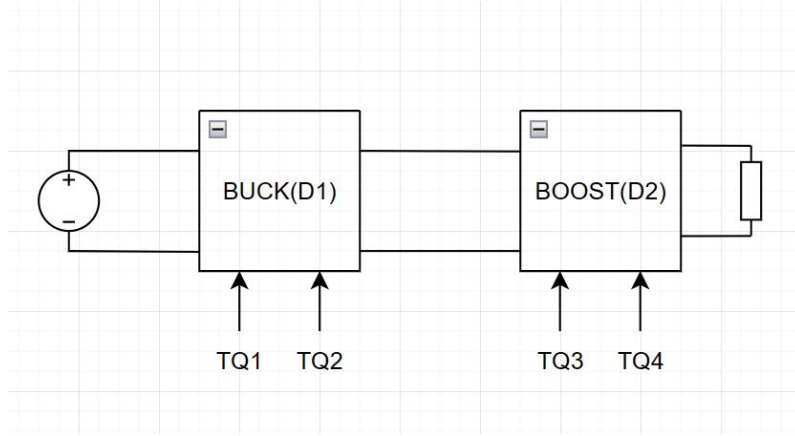 BUCK(D1)
BOOST(D2)
TQ1
TQ2
TQ3
TQ4